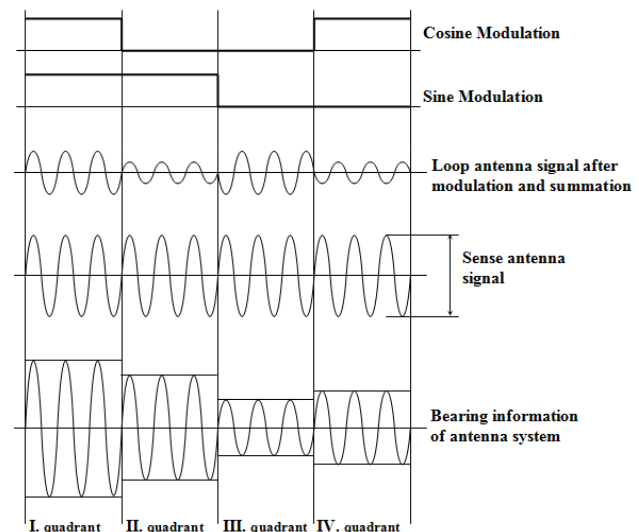 Cosine Modulation
Sine Modulation
Loop antenna signal after
modulation and summation
Sense antenna
signal
Bearing information
of antenna system
I. quadrant II. quadrant III. quadrant IV. quadrant